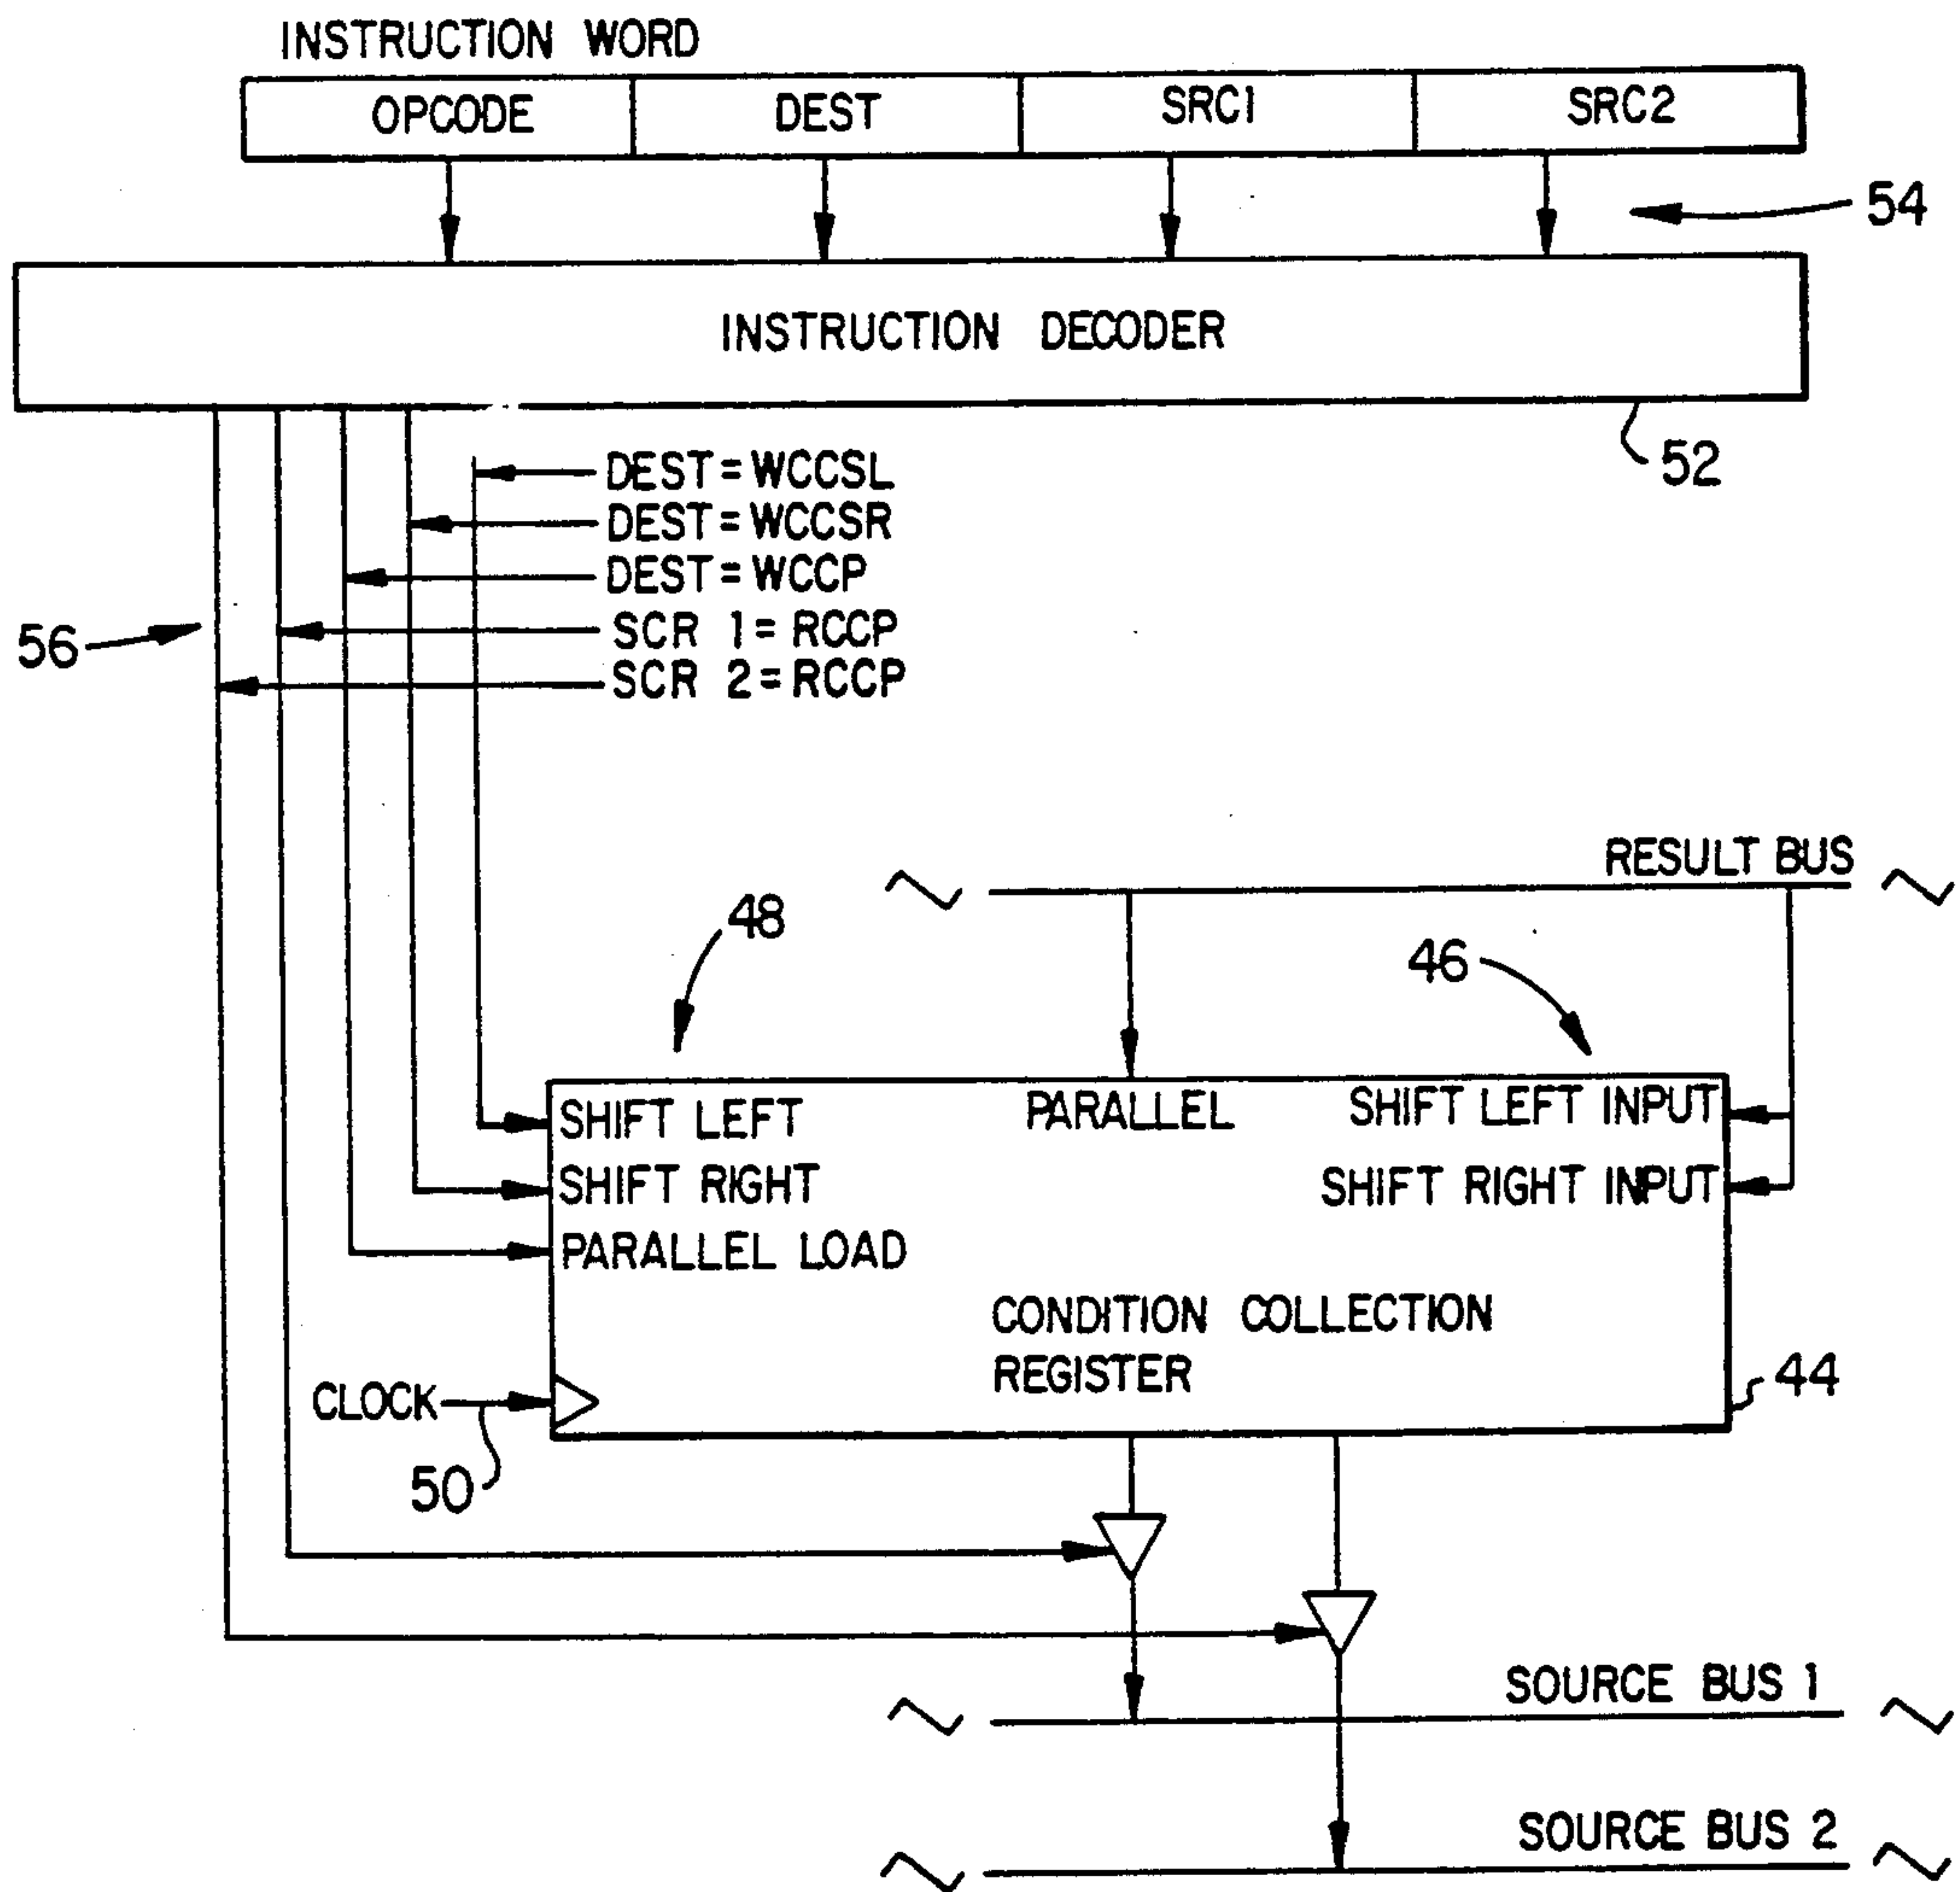 INSTRUCTION WORD
OPCODE DEST SRC1 SRC2
54
INSTRUCTION DECODER
52
DEST=WCCSL
DEST=WCCSR
DEST=WCCP
SCR 1=RCCP
SCR 2=RCCP
56
RESULT BUS
48
46
SHIFT LEFT PARALLEL SHIFT LEFT INPUT
SHIFT RIGHT SHIFT RIGHT INPUT
PARALLEL LOAD
CONDITION COLLECTION
REGISTER
44
CLOCK
50
SOURCE BUS 1
SOURCE BUS 2